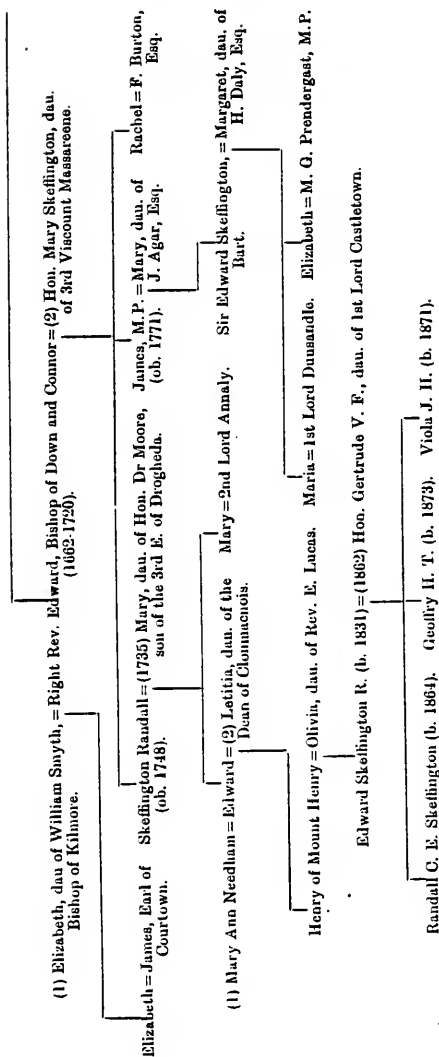 (1) Elizabeth, dau of William Smyth, = Right Rev. Edward, Bishop of Down and Connor = (2) Hon. Mary Skeffington, dau.
Bishop of Kilmore. (1662-1720). of 3rd Viscount Massareene.
Elizabeth = James, Earl of Skeffington Randall = (1735) Mary, dau. of Hon. Dr Moore, James, M.P. = Mary, dau. of Rachel = F. Burton,
Courtown. (ob. 1748). son of the 3rd E. of Drogheda. (ob. 1771). J. Agar, Esq. Esq.
(1) Mary Ann Needham = Edward = (2) Letitia, dau. of the Mary = 2nd Lord Annaly. Sir Edward Skeffington, = Margaret, dau. of
Dean of Clonmacnois. Bart. H. Daly, Esq.
Henry of Mount Henry = Olivia, dau. of Rev. E. Lucas. Maria = 1st Lord Dunsandle. Elizabeth = M. G. Prendergast, M.P.
Edward Skeffington R. (b. 1831) = (1862) Hon. Gertrude V. F., dau. of 1st Lord Castletown.
Randall C. E. Skeffington (b. 1864). Geoffry H. T. (b. 1873). Viola J. H. (b. 1871).